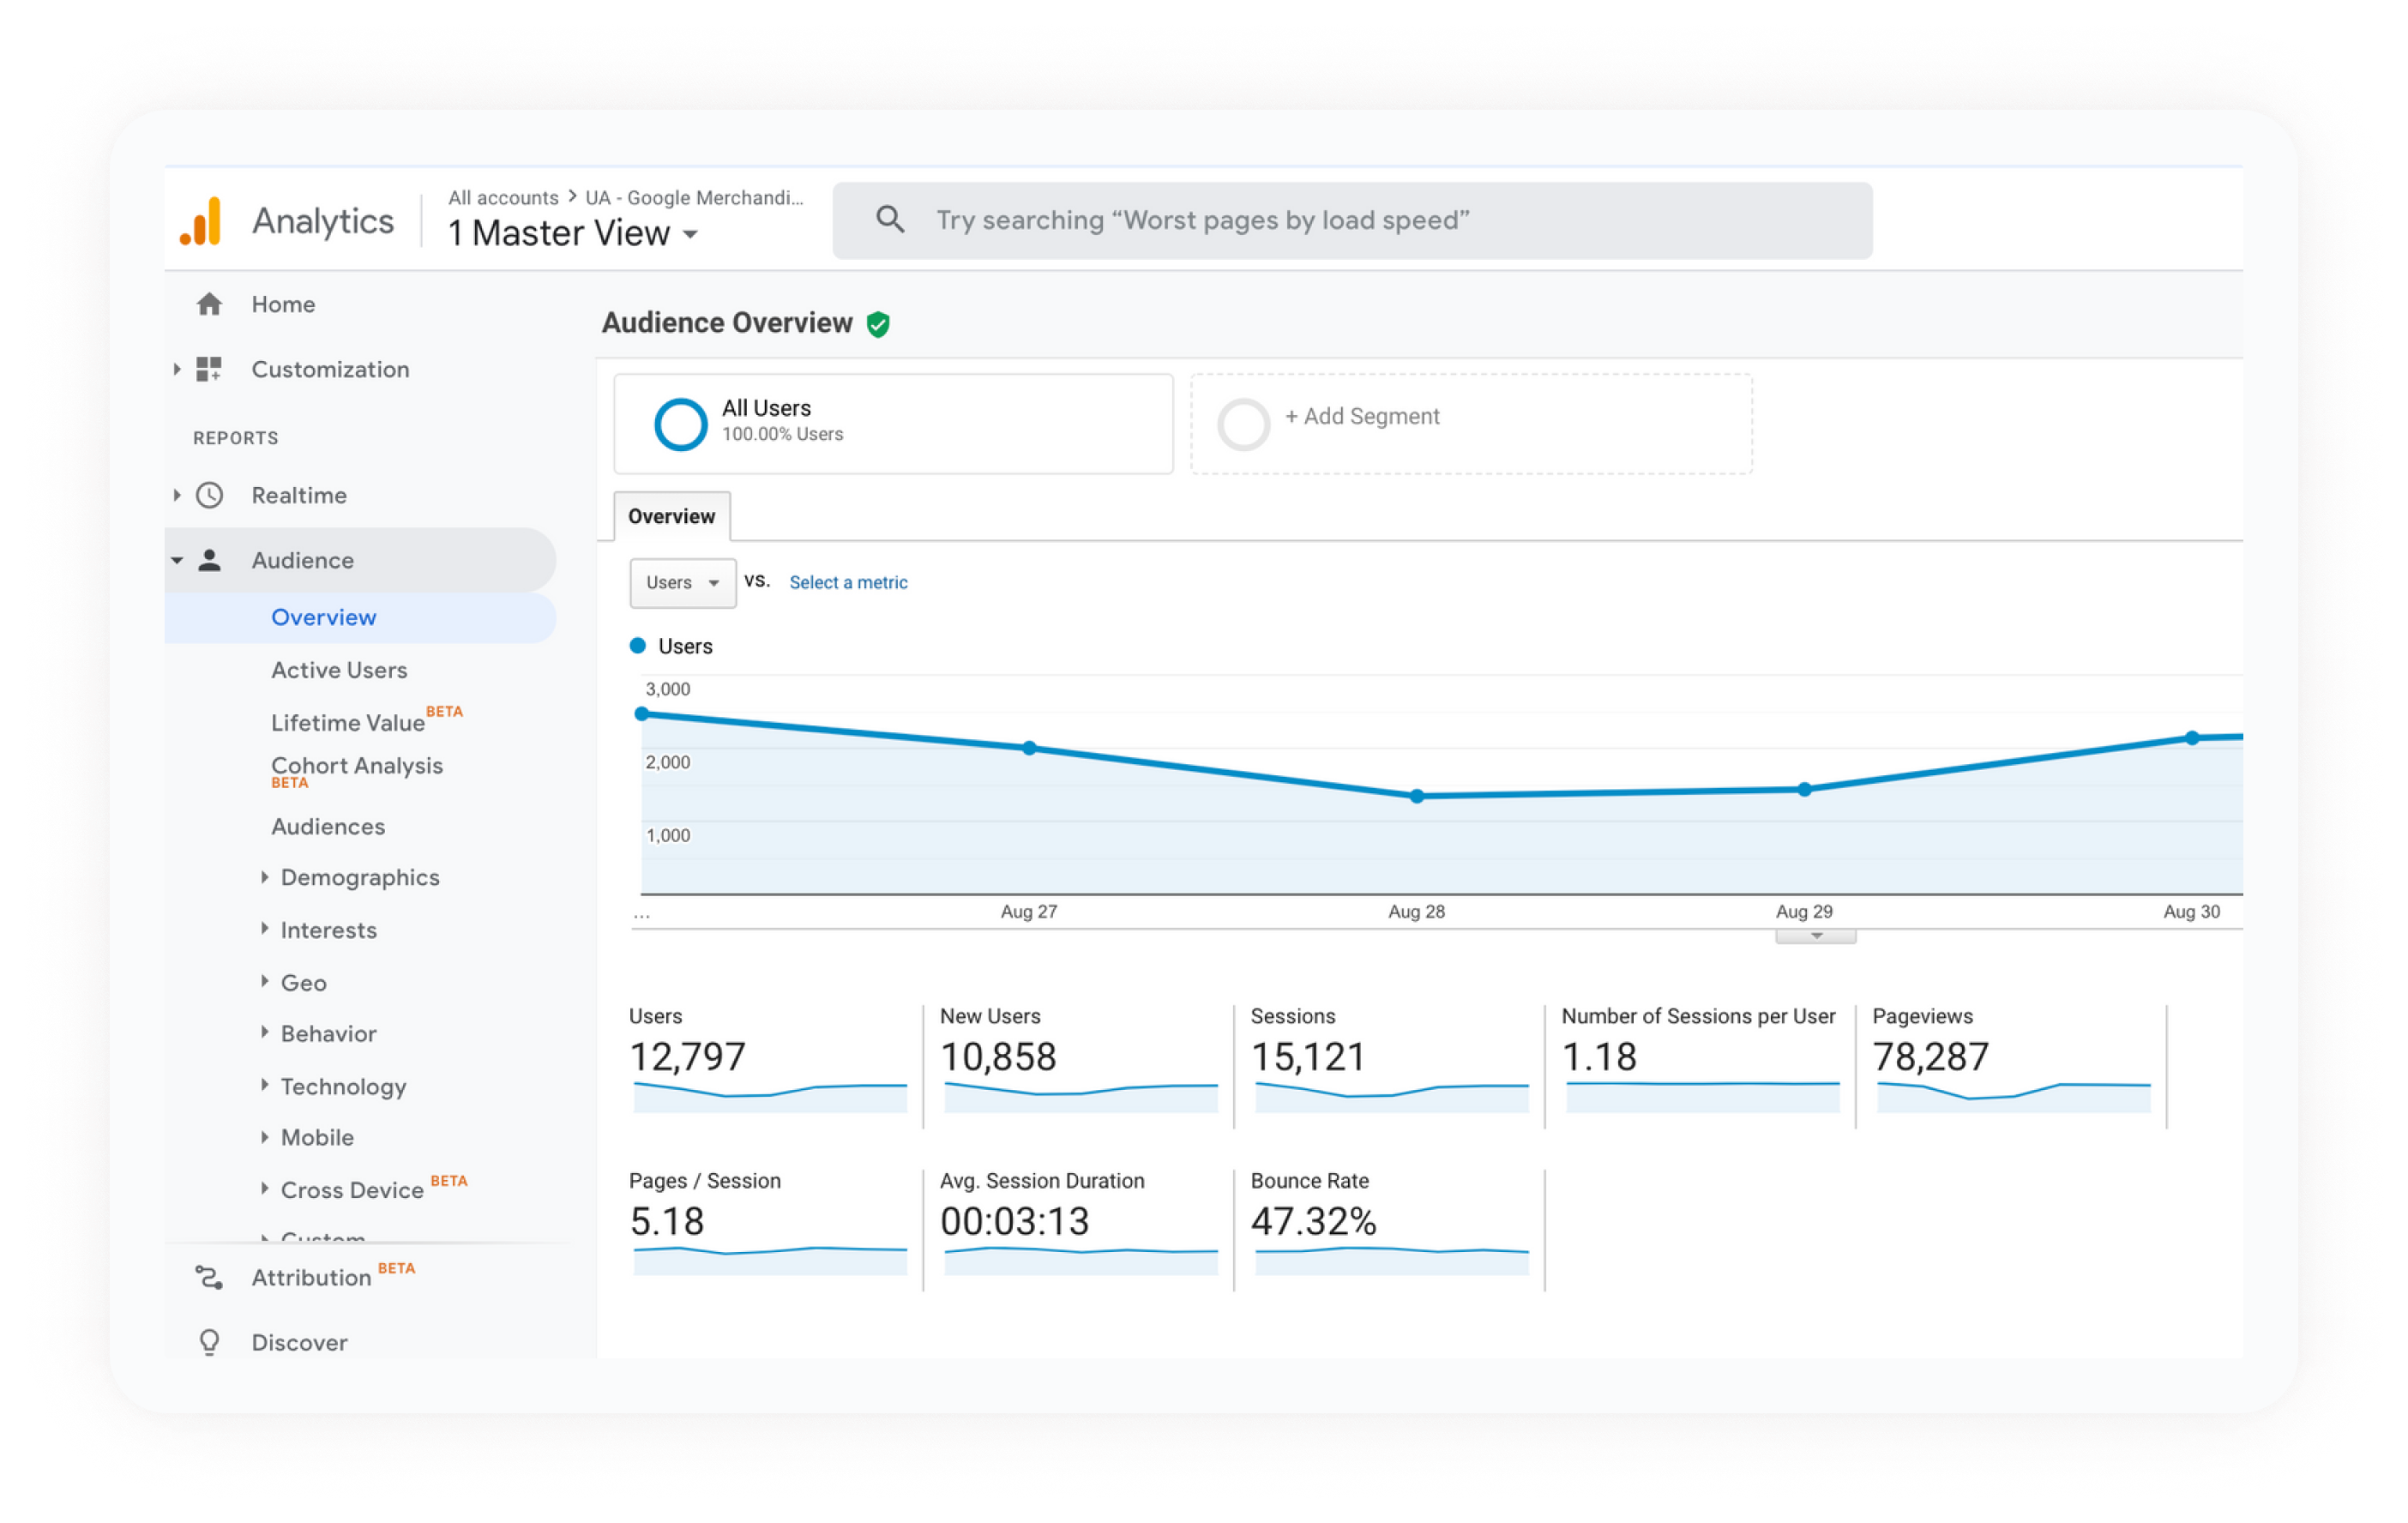 Analytics
All accounts > UA - Google Merchandi...
1 Master View
Try searching “Worst pages by load speed”
Home
Customization
REPORTS
Realtime
Audience
Overview
Active Users
Lifetime Value BETA
Cohort Analysis
BETA
Audiences
Demographics
Interests
Geo
Behavior
Technology
Mobile
Cross Device BETA
Custom
Attribution BETA
Discover
Audience Overview
All Users
100.00% Users
+ Add Segment
Overview
Users vs. Select a metric
Users
3,000
2,000
1,000
... Aug 27 Aug 28 Aug 29 Aug 30
Users
12,797
New Users
10,858
Sessions
15,121
Number of Sessions per User
1.18
Pageviews
78,287
Pages / Session
5.18
Avg. Session Duration
00:03:13
Bounce Rate
47.32%